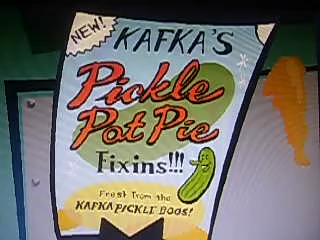 NEW!
KAFKA'S
Pickle
Pot Pie
Fixins!!!
Fresh from the
KAFKA PICKLE BOGS!